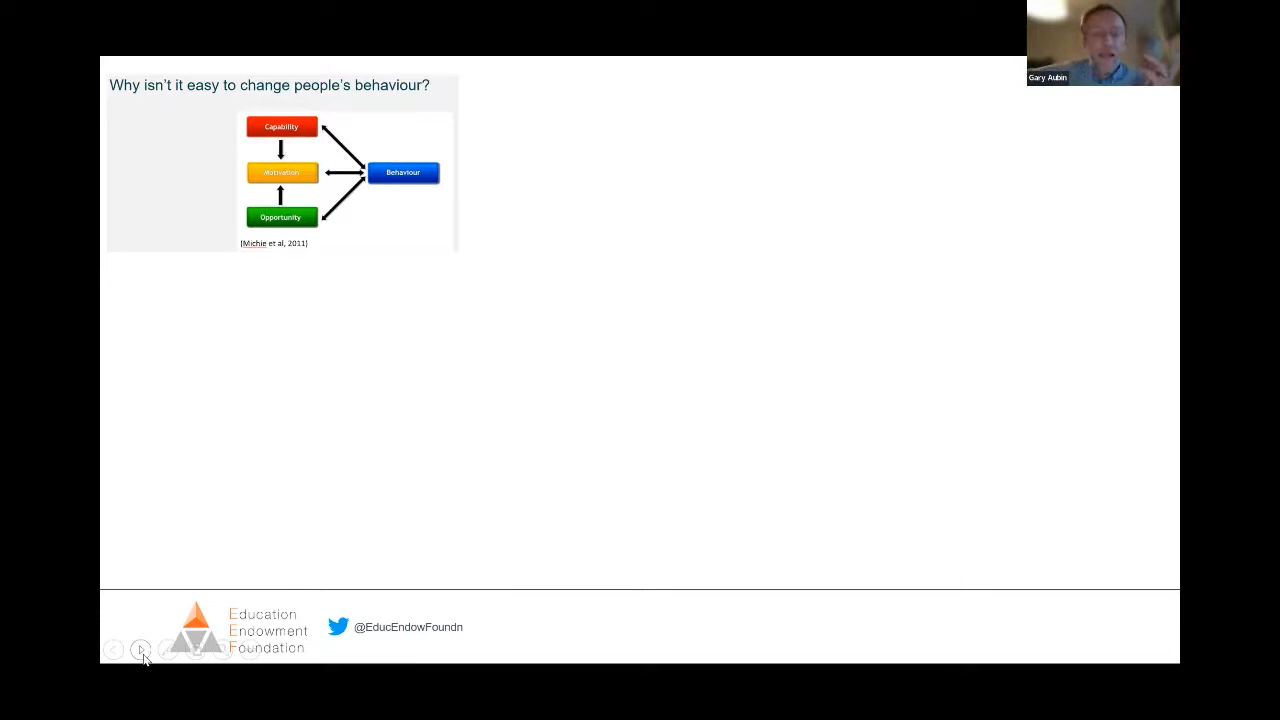 Gary Aubin
Why isn't it easy to change people's behaviour?
Capability
Motivation
Behaviour
Opportunity
(Michie et al, 2011)
Education
Endowment
Foundation
@EducEndowFoundn